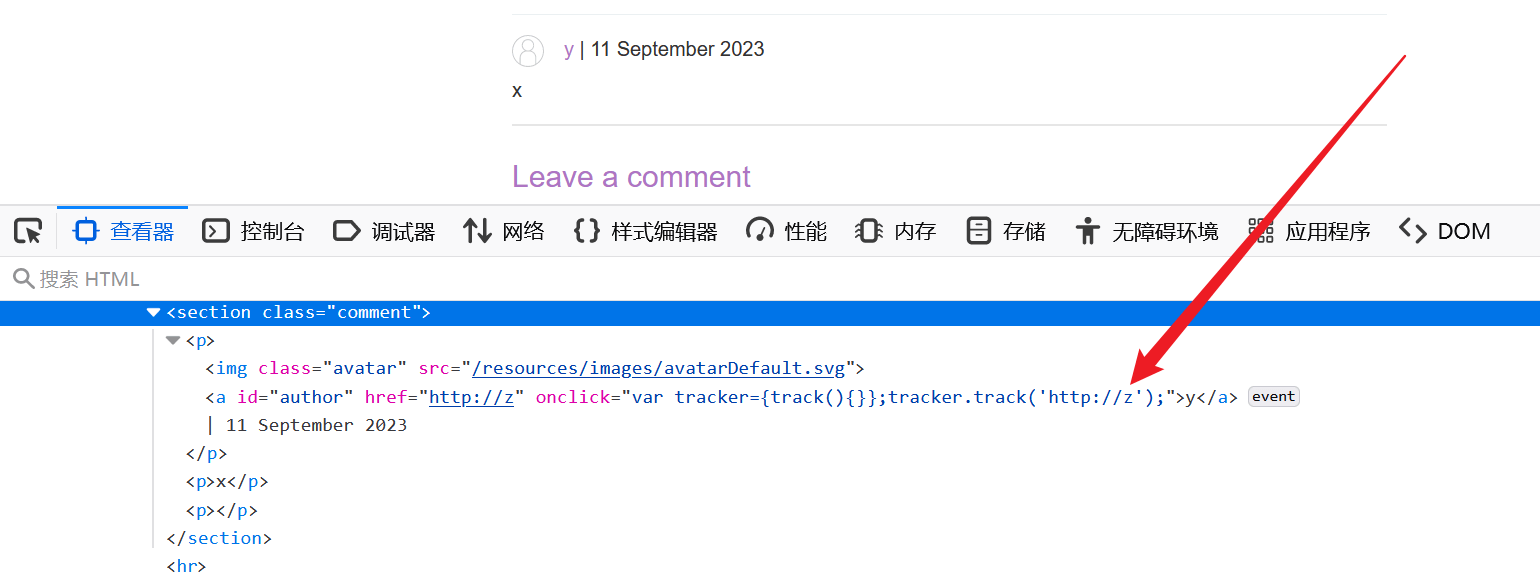 y | 11 September 2023
x
Leave a comment
查看器 控制台 调试器 网络 样式编辑器 性能 内存 存储 无障碍环境 应用程序 DOM
搜索 HTML
<section class="comment">
<p>
<img class="avatar" src="/resources/images/avatarDefault.svg">
<a id="author" href="http://z" onclick="var tracker={track(){}};tracker.track('http://z');">y</a> event
| 11 September 2023
</p>
<p>x</p>
<p></p>
</section>
<hr>